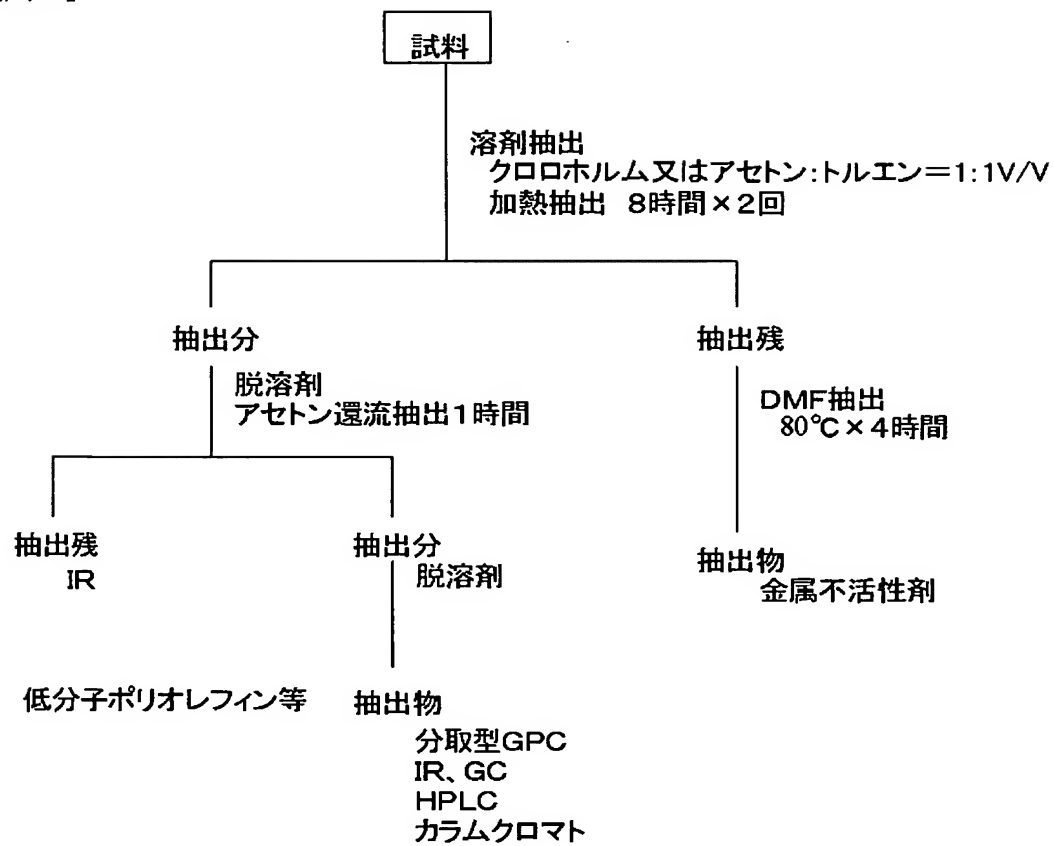 試料
溶剤抽出
クロロホルム又はアセトン:トルエン=1:1V/V
加熱抽出 8時間×2回
抽出分
抽出残
脱溶剤
アセトン還流抽出1時間
DMF抽出
80℃×4時間
抽出残
IR
抽出分
脱溶剤
抽出物
金属不活性剤
低分子ポリオレフィン等
抽出物
分取型GPC
IR、GC
HPLC
カラムクロマト